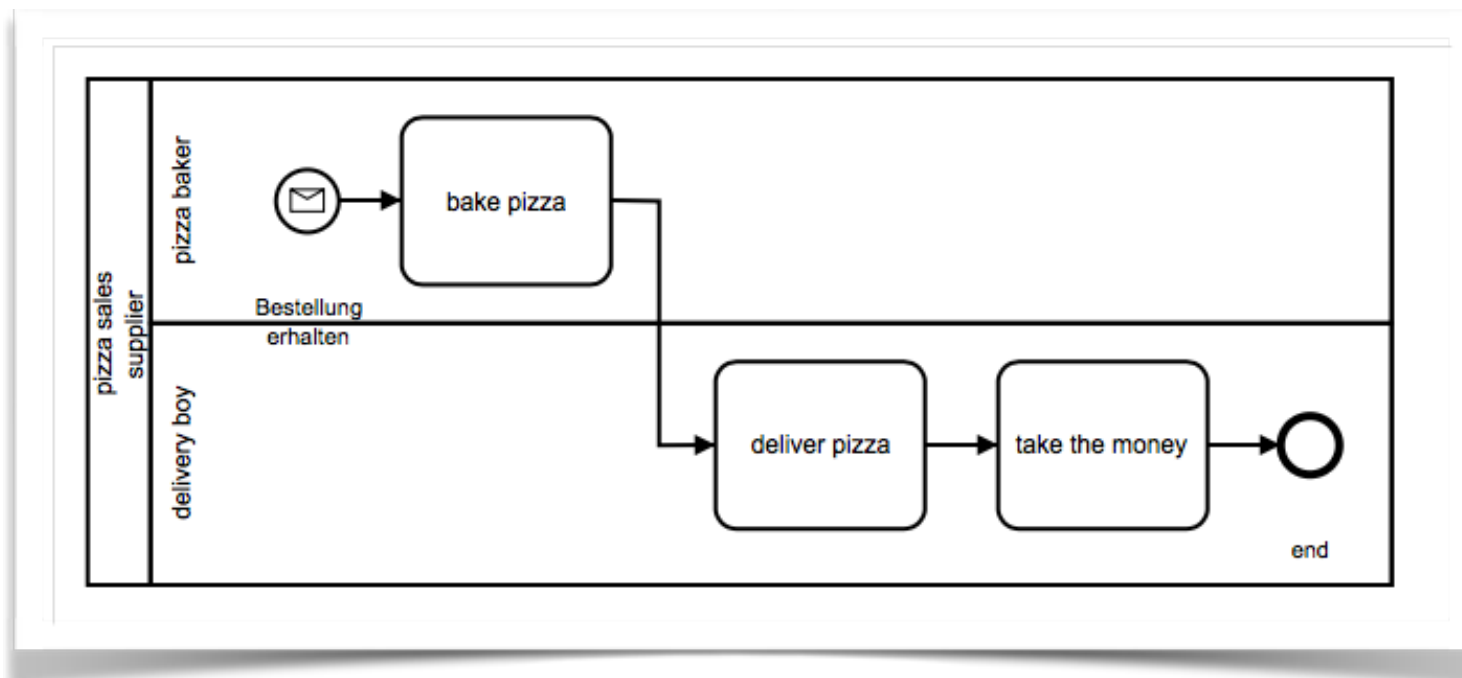 pizza sales
supplier
pizza baker
bake pizza
Bestellung
erhalten
delivery boy
deliver pizza
take the money
end